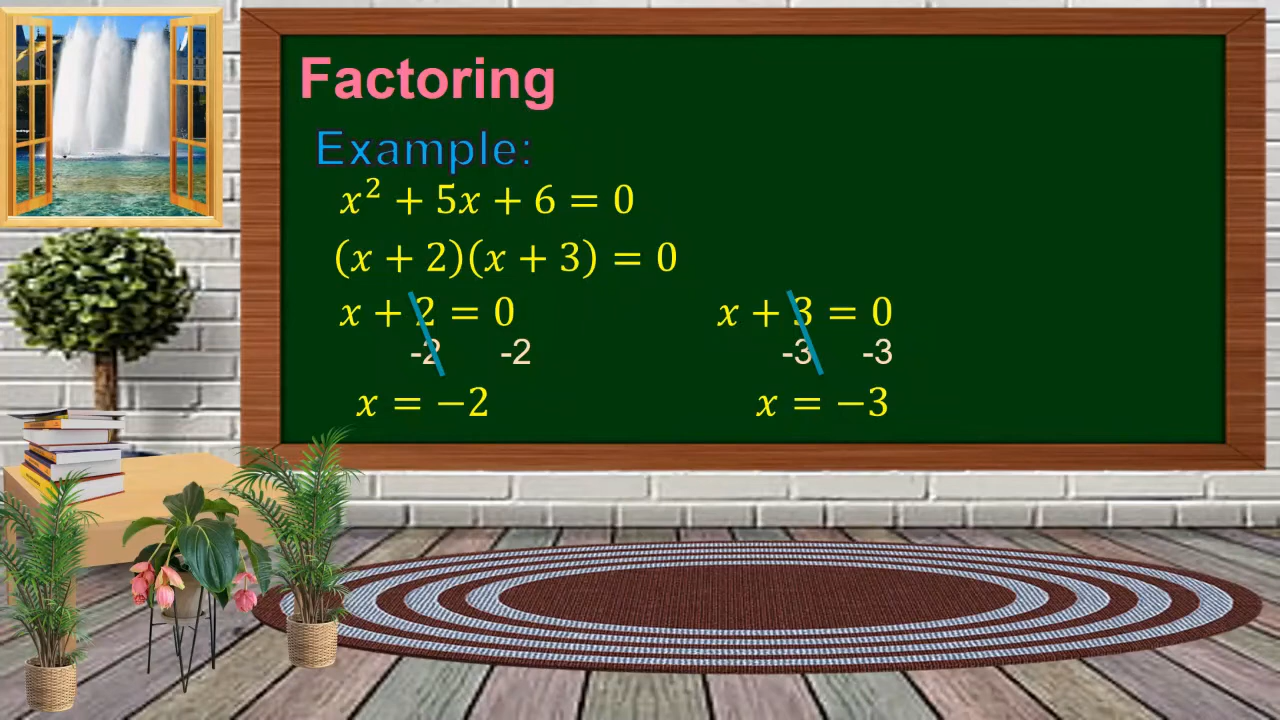 Factoring
Example:
x² + 5x + 6 = 0
(x + 2)(x + 3) = 0
x + 2 = 0 x + 3 = 0
-2 -2 -3 -3
x = −2 x = −3